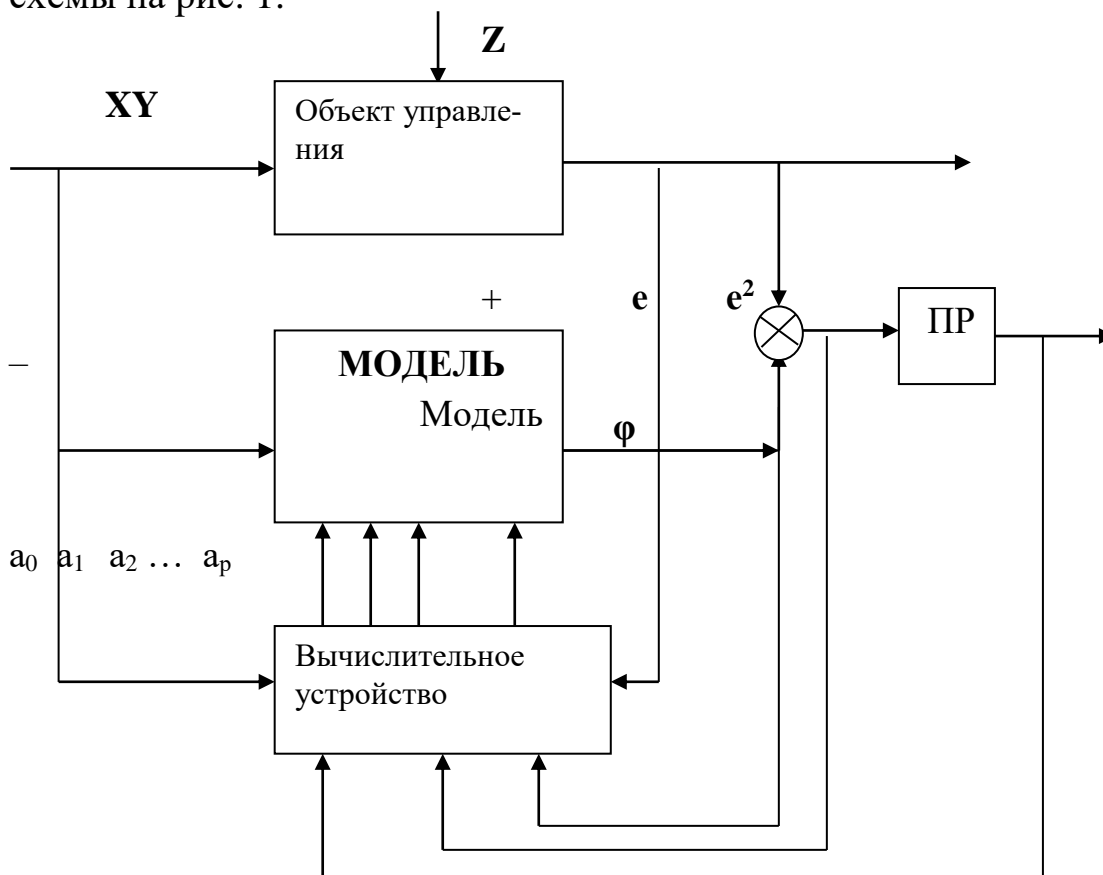 схемы на рис. 1.
Z
XY
Объект управле-
ния
+
e
e²
ПР
–
МОДЕЛЬ
Модель
φ
a₀ a₁ a₂ … aₚ
Вычислительное
устройство